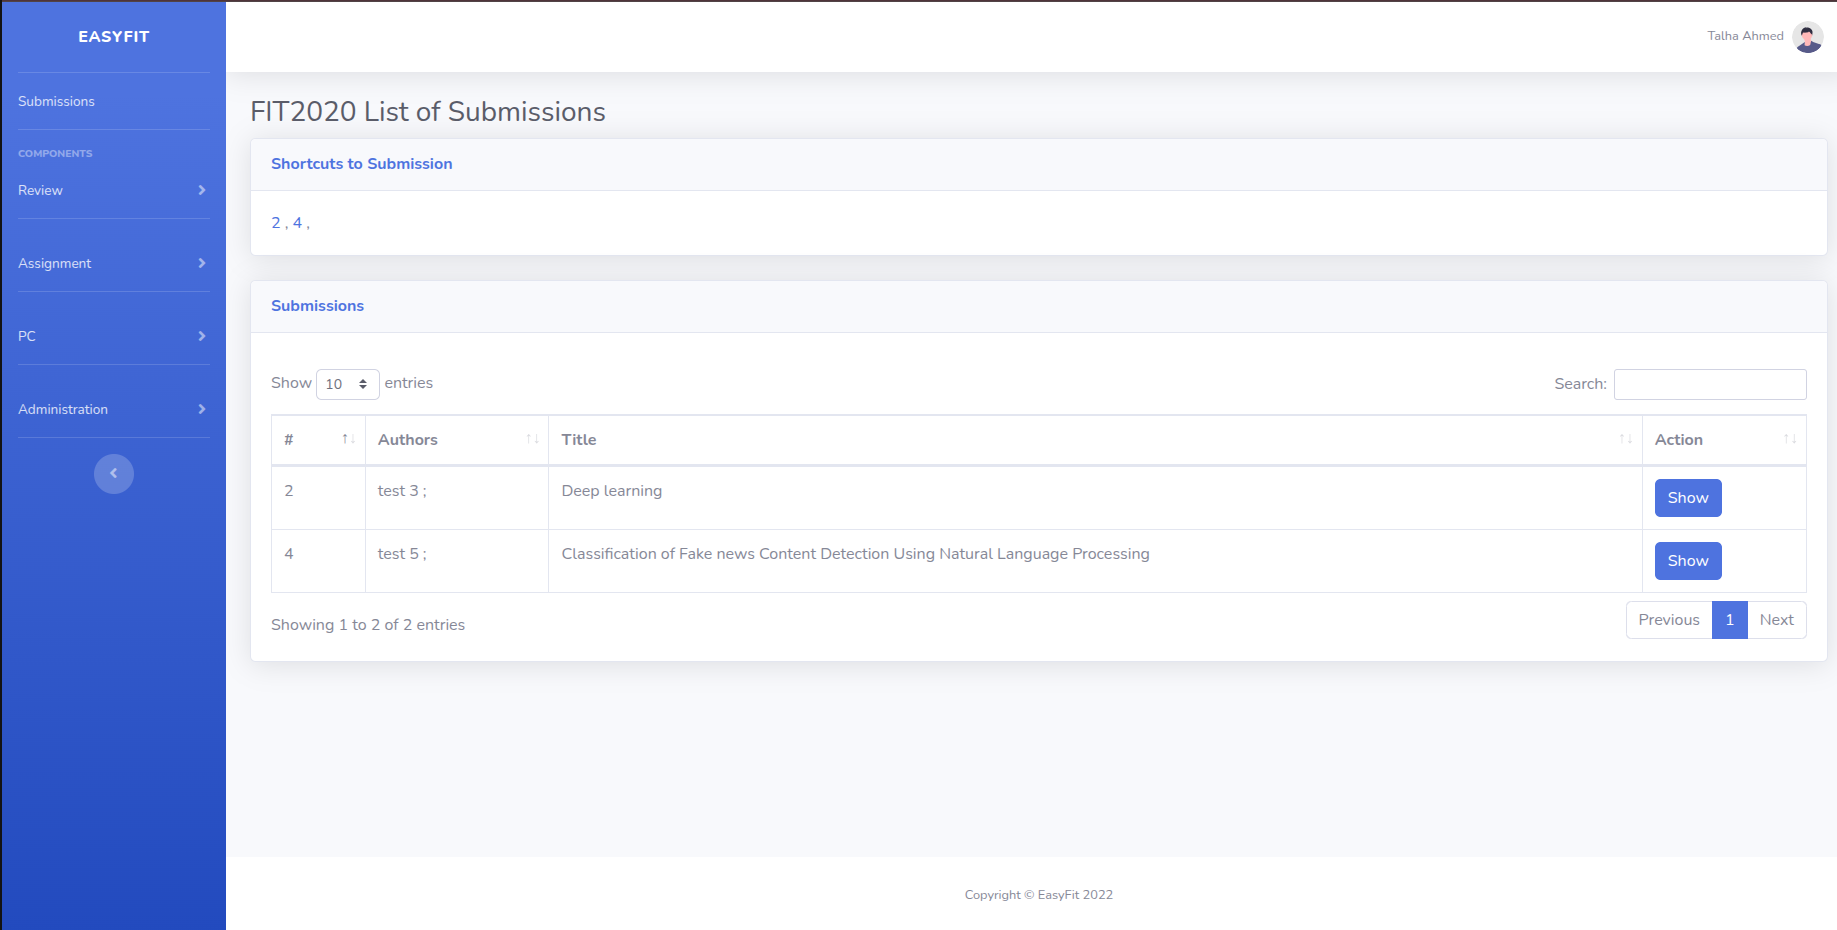 EASYFIT
Talha Ahmed
Submissions
COMPONENTS
Review
Assignment
PC
Administration
FIT2020 List of Submissions
Shortcuts to Submission
2 , 4 ,
Submissions
Show 10 entries
Search:
# Authors Title Action
2 test 3 ; Deep learning Show
4 test 5 ; Classification of Fake news Content Detection Using Natural Language Processing Show
Showing 1 to 2 of 2 entries
Previous 1 Next
Copyright © EasyFit 2022